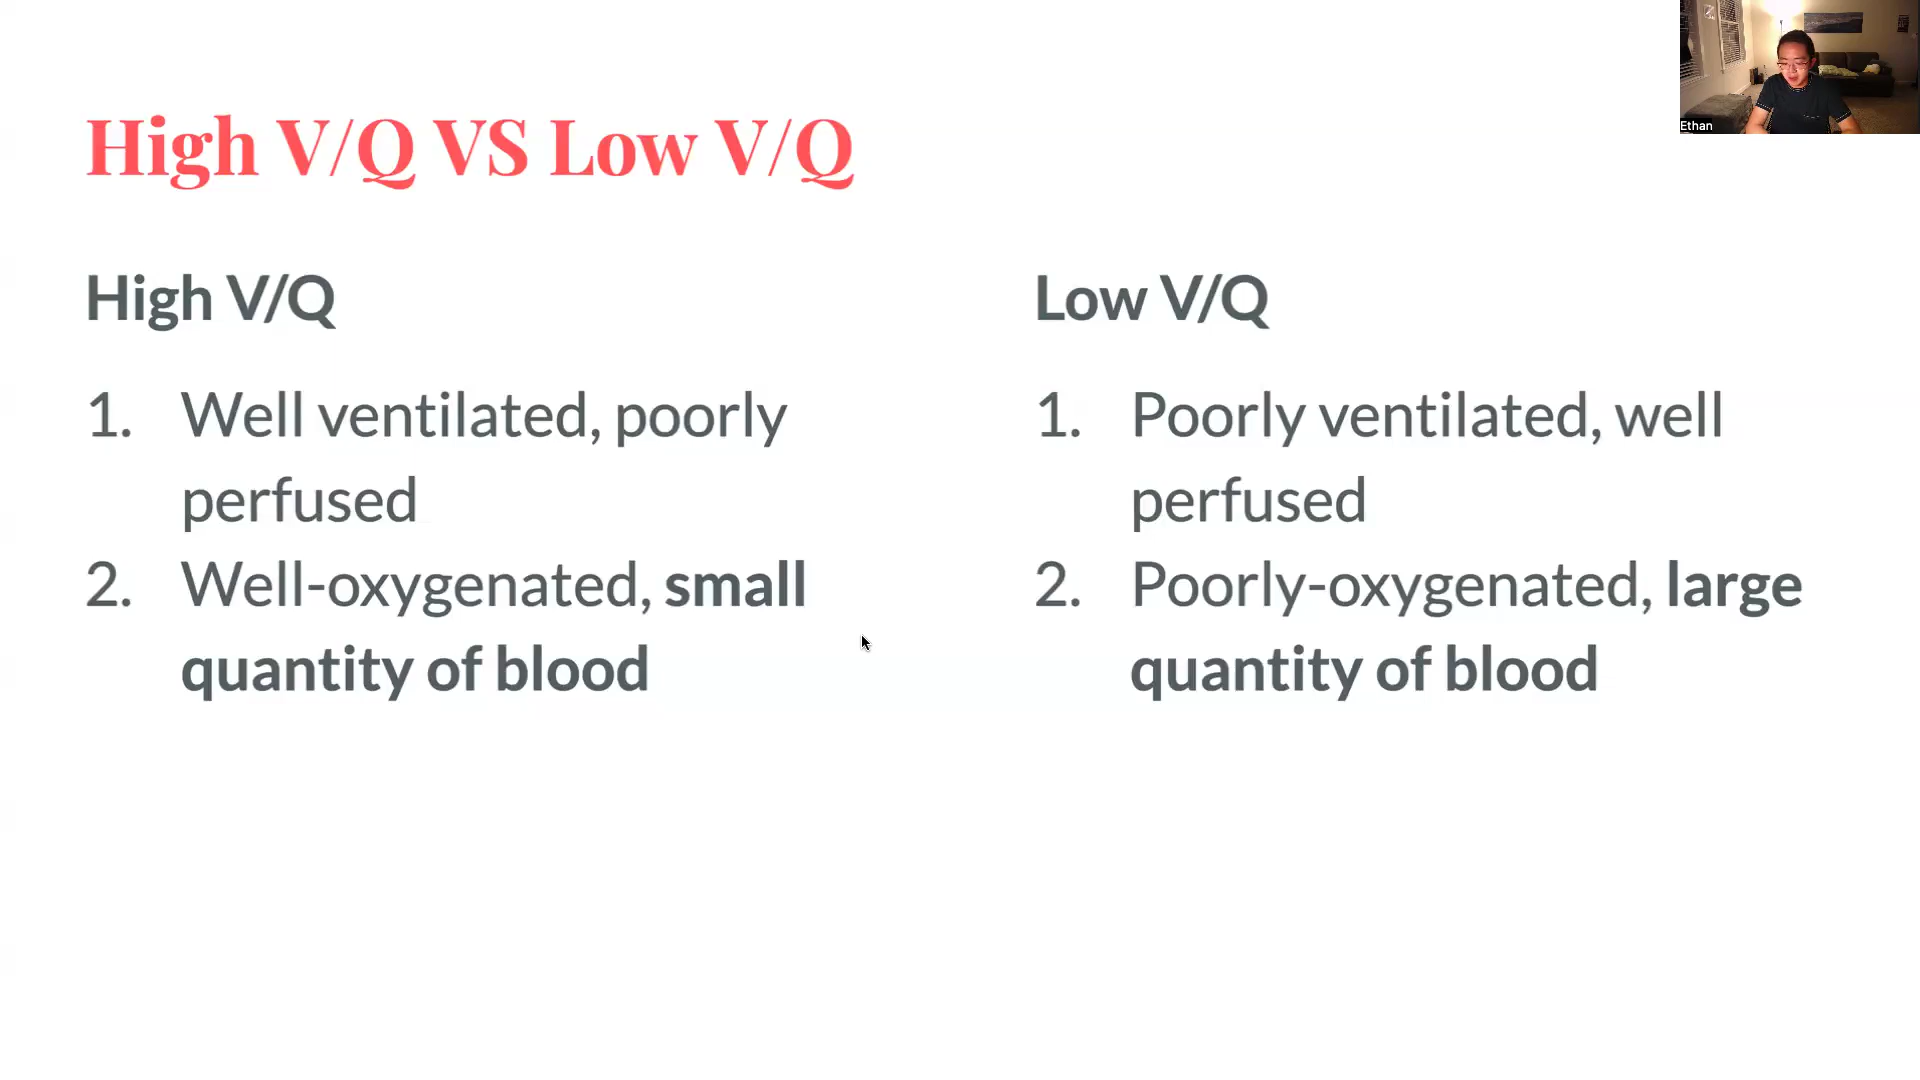 High V/Q VS Low V/Q
High V/Q
1. Well ventilated, poorly
perfused
2. Well-oxygenated, small
quantity of blood
Low V/Q
1. Poorly ventilated, well
perfused
2. Poorly-oxygenated, large
quantity of blood
Ethan